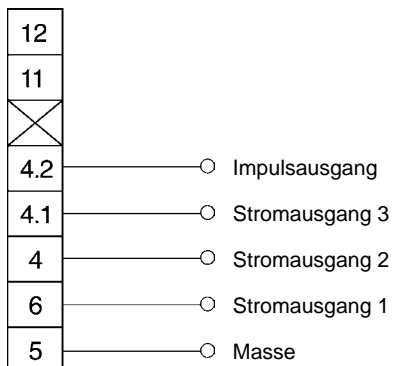 12
11
4.2 Impulsausgang
4.1 Stromausgang 3
4 Stromausgang 2
6 Stromausgang 1
5 Masse